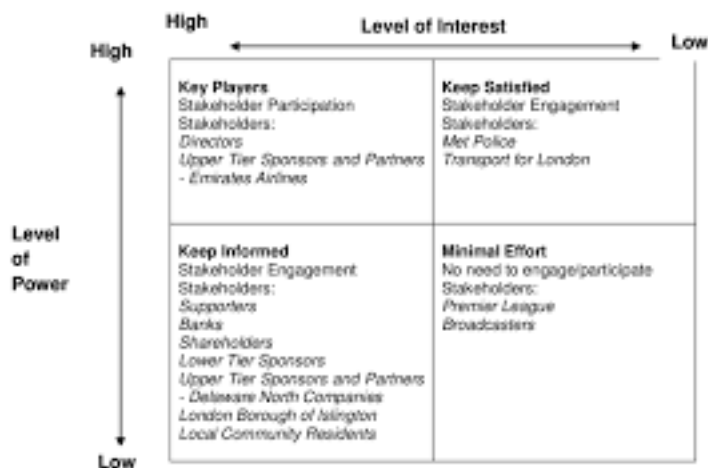 High
Level of Interest
Low
High
Key Players
Stakeholder Participation
Stakeholders:
Directors
Upper Tier Sponsors and Partners
- Emirates Airlines
Keep Satisfied
Stakeholder Engagement
Stakeholders:
Met Police
Transport for London
Level
of
Power
Keep Informed
Stakeholder Engagement
Stakeholders:
Supporters
Banks
Shareholders
Lower Tier Sponsors
Upper Tier Sponsors and Partners
- Delaware North Companies
London Borough of Islington
Local Community Residents
Minimal Effort
No need to engage/participate
Stakeholders:
Premier League
Broadcasters
Low